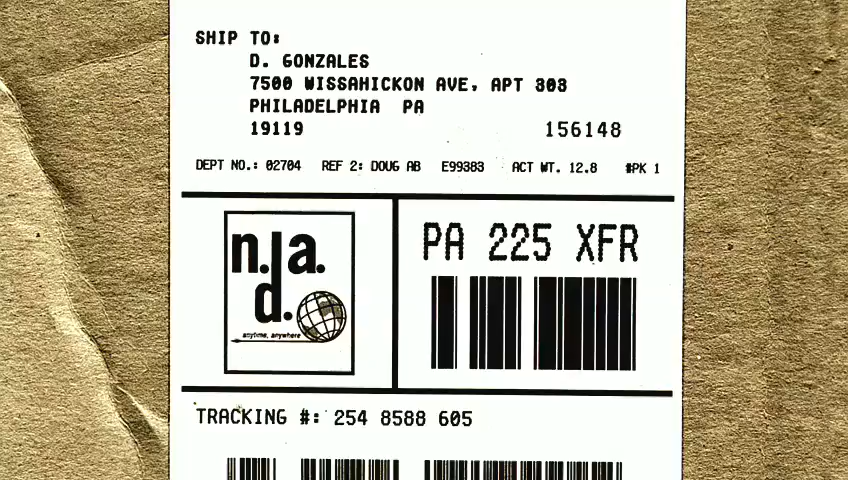 SHIP TO:
D. GONZALES
7500 WISSAHICKON AVE, APT 303
PHILADELPHIA PA
19119 156148
DEPT NO.: 02704 REF 2: DOUG AB E99383 ACT WT. 12.8 #PK 1
n.l.a.d.
anytime, anywhere
PA 225 XFR
TRACKING #: 254 8588 605